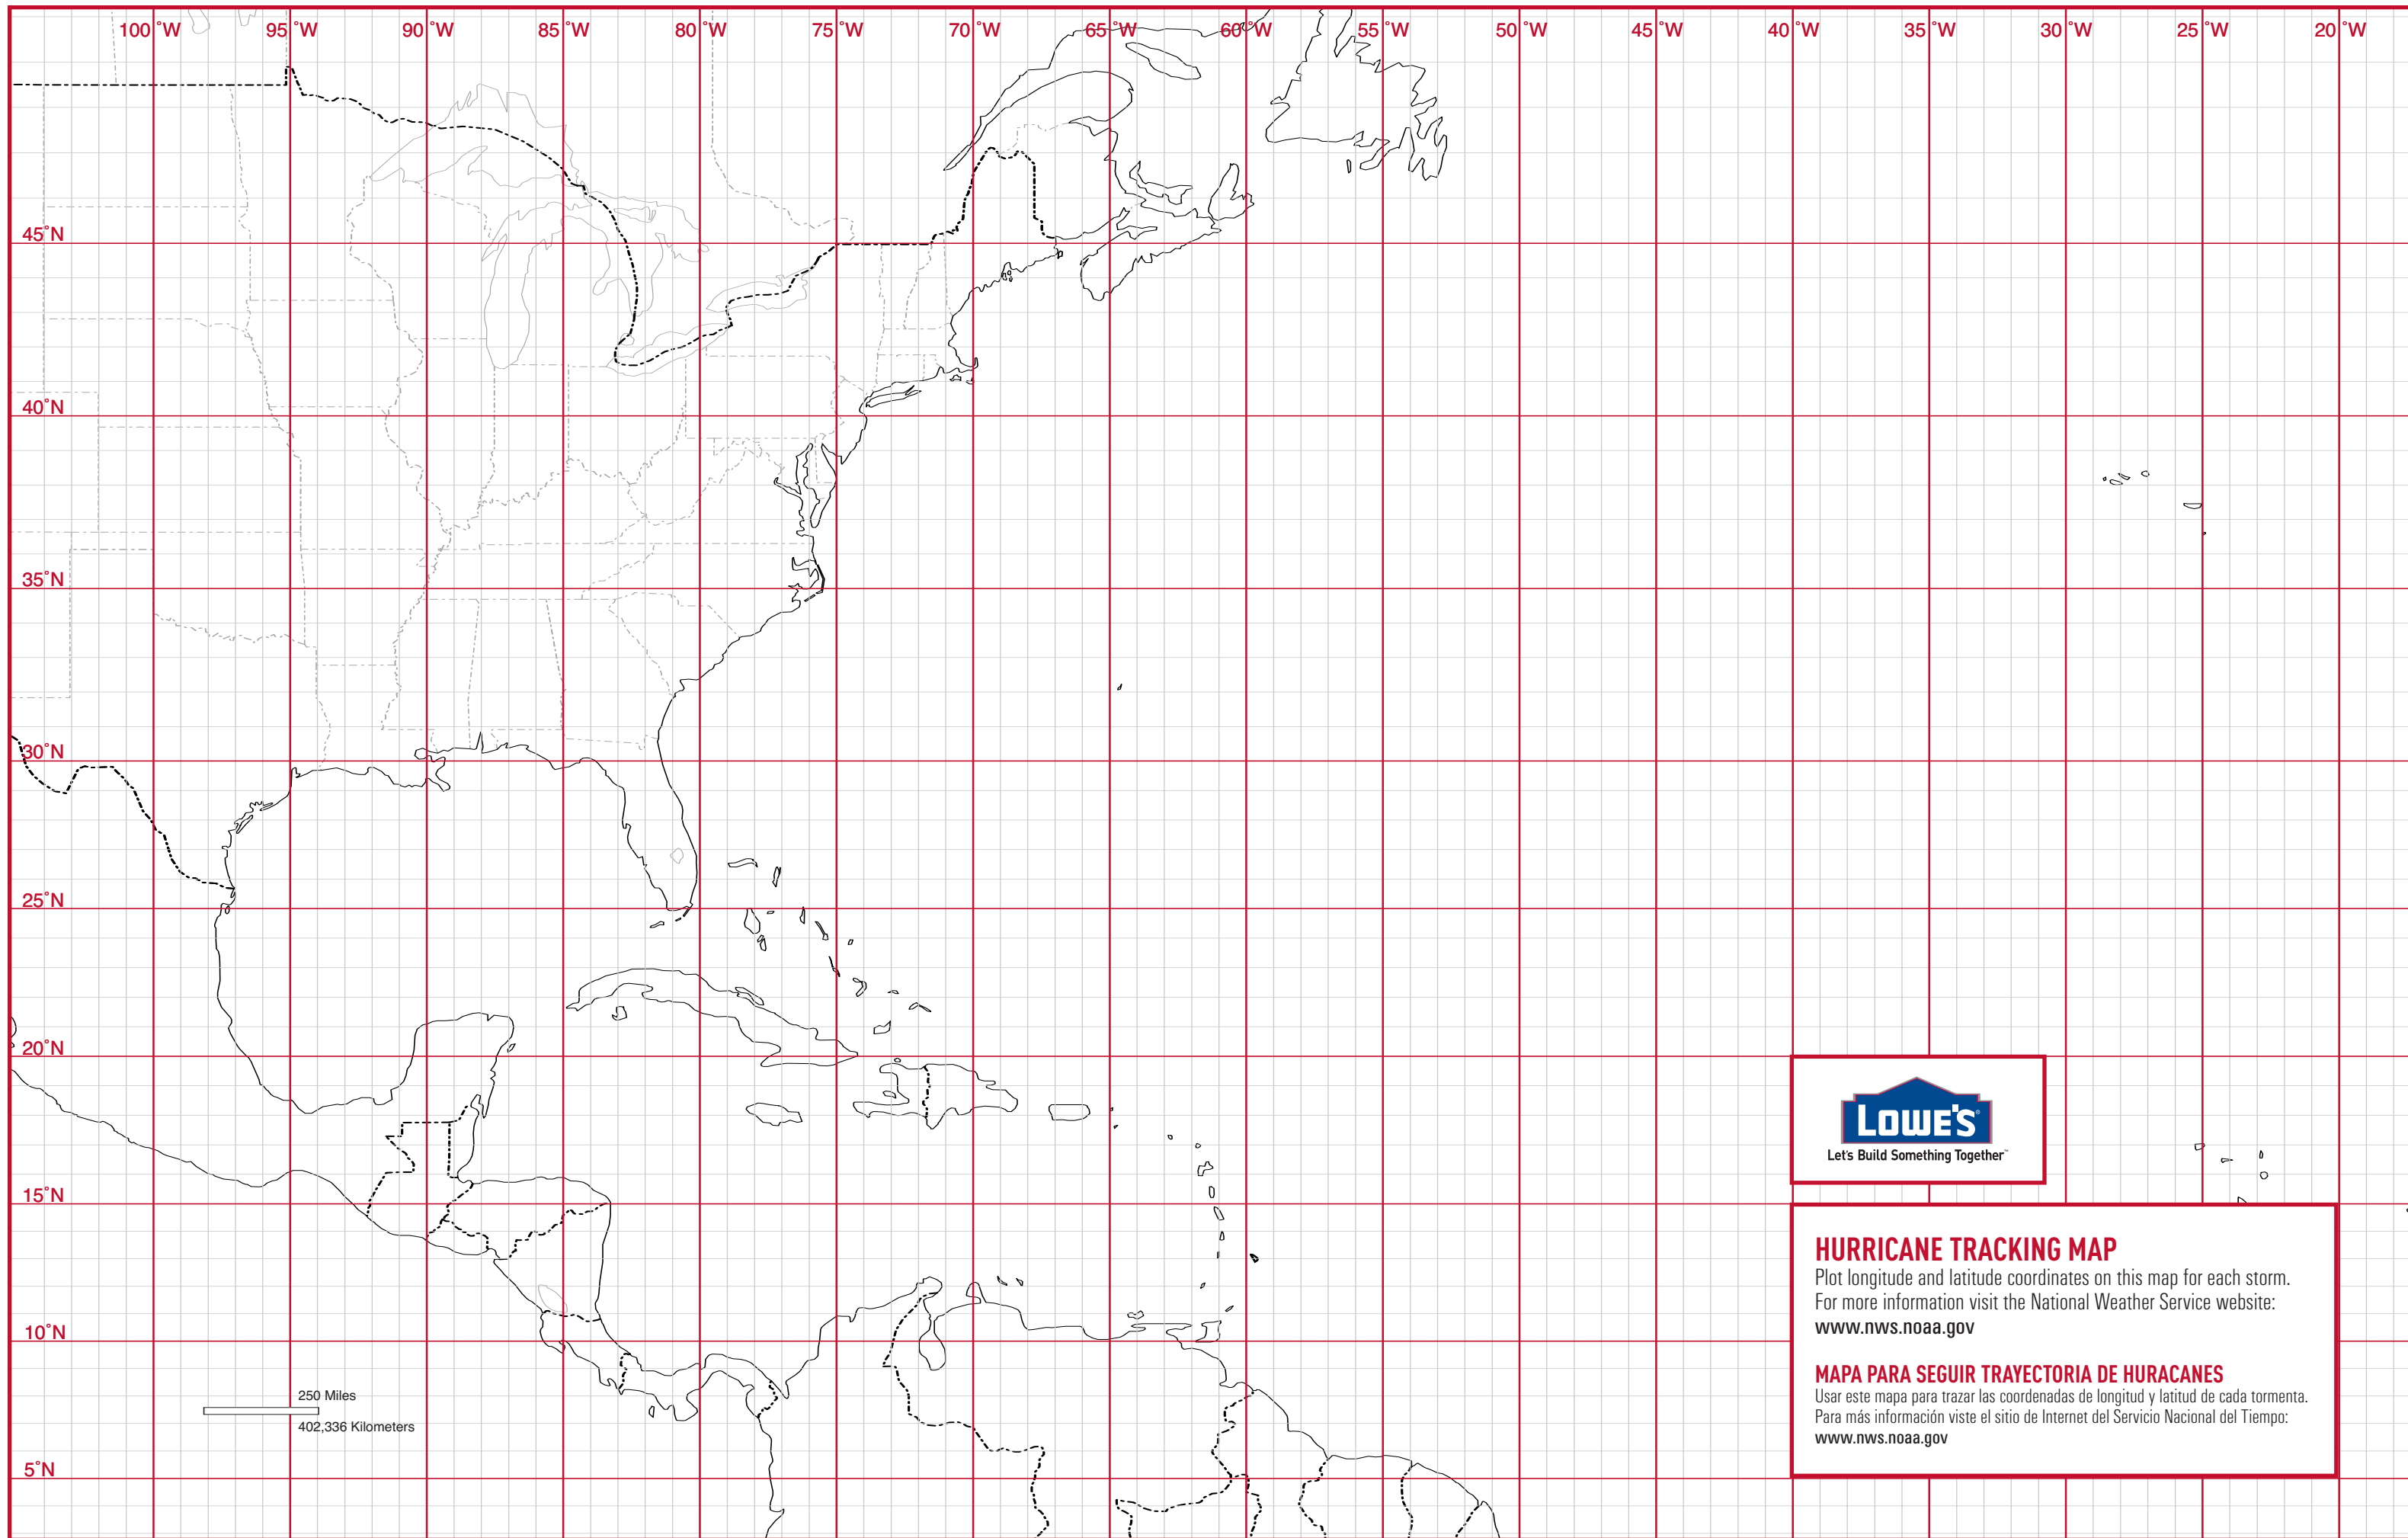 100˚W 95˚W 90˚W 85˚W 80˚W 75˚W 70˚W 65˚W 60˚W 55˚W 50˚W 45˚W 40˚W 35˚W 30˚W 25˚W 20˚W
45˚N
40˚N
35˚N
30˚N
25˚N
20˚N
15˚N
10˚N
5˚N
250 Miles
402,336 Kilometers
LOWE'S®
Let's Build Something Together™
HURRICANE TRACKING MAP
Plot longitude and latitude coordinates on this map for each storm.
For more information visit the National Weather Service website:
www.nws.noaa.gov
MAPA PARA SEGUIR TRAYECTORIA DE HURACANES
Usar este mapa para trazar las coordenadas de longitud y latitud de cada tormenta.
Para más información viste el sitio de Internet del Servicio Nacional del Tiempo:
www.nws.noaa.gov